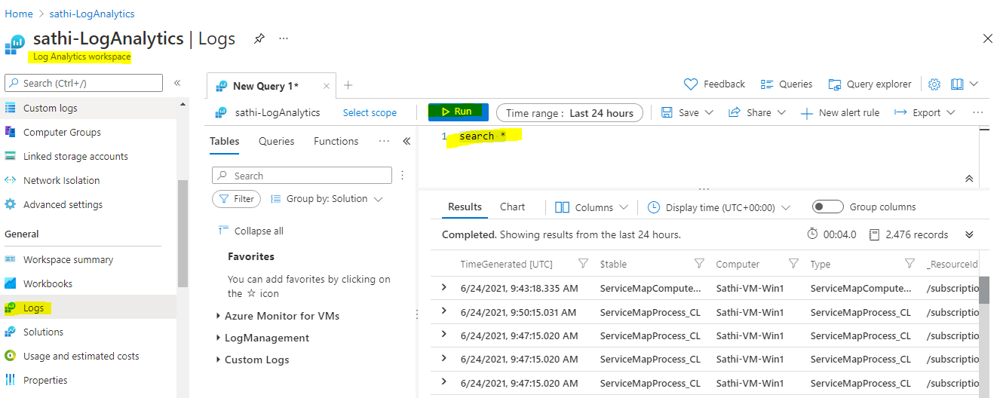 Home > sathi-LogAnalytics
sathi-LogAnalytics | Logs
Log Analytics workspace
Search (Ctrl+/)
Custom logs
Computer Groups
Linked storage accounts
Network Isolation
Advanced settings
General
Workspace summary
Workbooks
Logs
Solutions
Usage and estimated costs
Properties
New Query 1*
Feedback
Queries
Query explorer
sathi-LogAnalytics
Select scope
Run
Time range : Last 24 hours
Save
Share
New alert rule
Export
Tables
Queries
Functions
Search
Filter
Group by: Solution
Collapse all
Favorites
You can add favorites by clicking on
the ☆ icon
Azure Monitor for VMs
LogManagement
Custom Logs
1 search *
Results
Chart
Columns
Display time (UTC+00:00)
Group columns
Completed. Showing results from the last 24 hours.
00:04.0
2,476 records
TimeGenerated [UTC] $table Computer Type _ResourceId
6/24/2021, 9:43:18.335 AM ServiceMapCompute... Sathi-VM-Win1 ServiceMapCompute... /subscriptio
6/24/2021, 9:50:15.031 AM ServiceMapProcess_CL Sathi-VM-Win1 ServiceMapProcess_CL /subscriptio
6/24/2021, 9:47:15.020 AM ServiceMapProcess_CL Sathi-VM-Win1 ServiceMapProcess_CL /subscriptio
6/24/2021, 9:47:15.020 AM ServiceMapProcess_CL Sathi-VM-Win1 ServiceMapProcess_CL /subscriptio
6/24/2021, 9:47:15.020 AM ServiceMapProcess_CL Sathi-VM-Win1 ServiceMapProcess_CL /subscriptio